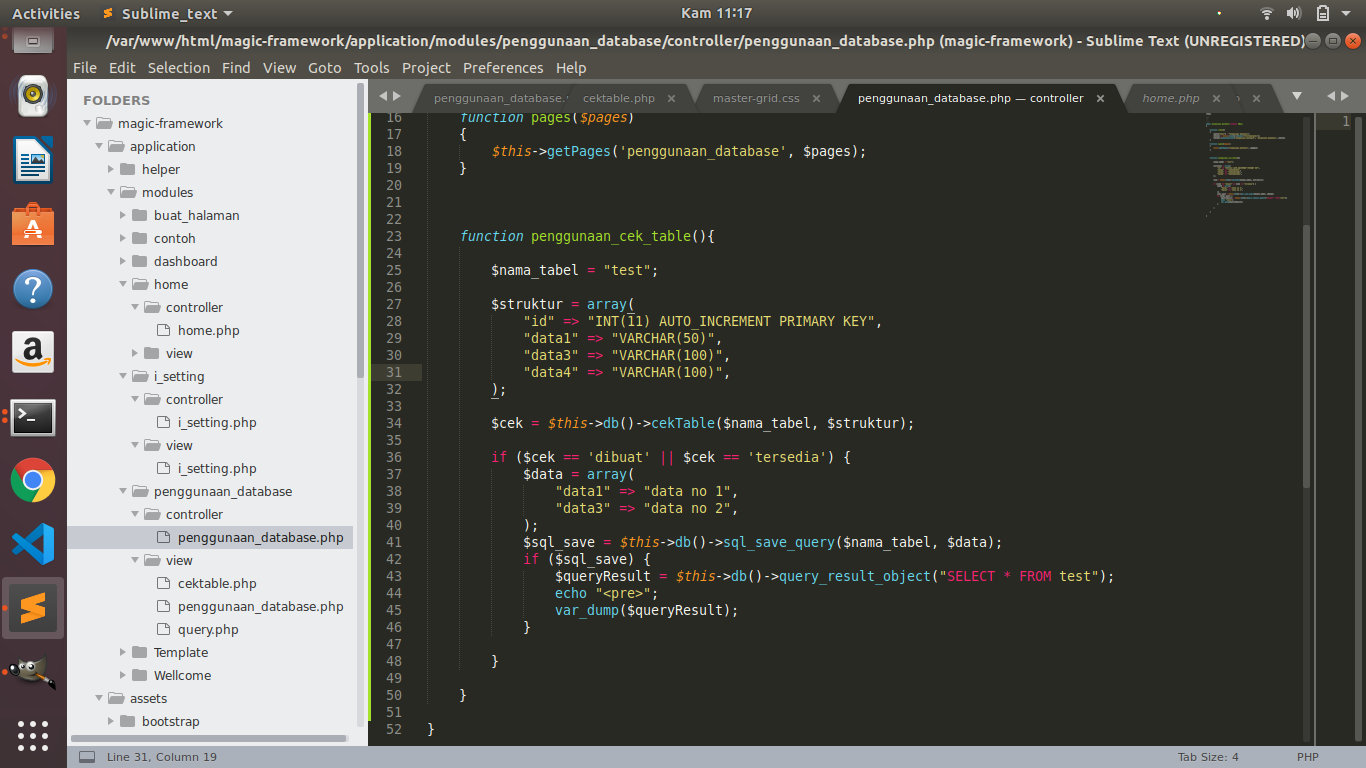 Activities
Sublime_text
Kam 11:17
/var/www/html/magic-framework/application/modules/penggunaan_database/controller/penggunaan_database.php (magic-framework) - Sublime Text (UNREGISTERED)
File Edit Selection Find View Goto Tools Project Preferences Help
FOLDERS
magic-framework
application
helper
modules
buat_halaman
contoh
dashboard
home
controller
home.php
view
i_setting
controller
i_setting.php
view
i_setting.php
penggunaan_database
controller
penggunaan_database.php
view
cektable.php
penggunaan_database.php
query.php
Template
Wellcome
assets
bootstrap
penggunaan_database.
cektable.php
master-grid.css
penggunaan_database.php — controller
home.php
16 function pages($pages)
17 {
18 $this->getPages('penggunaan_database', $pages);
19 }
20
21
22
23 function penggunaan_cek_table(){
24
25 $nama_tabel = "test";
26
27 $struktur = array(
28 "id" => "INT(11) AUTO_INCREMENT PRIMARY KEY",
29 "data1" => "VARCHAR(50)",
30 "data3" => "VARCHAR(100)",
31 "data4" => "VARCHAR(100)",
32 );
33
34 $cek = $this->db()->cekTable($nama_tabel, $struktur);
35
36 if ($cek == 'dibuat' || $cek == 'tersedia') {
37 $data = array(
38 "data1" => "data no 1",
39 "data3" => "data no 2",
40 );
41 $sql_save = $this->db()->sql_save_query($nama_tabel, $data);
42 if ($sql_save) {
43 $queryResult = $this->db()->query_result_object("SELECT * FROM test");
44 echo "<pre>";
45 var_dump($queryResult);
46 }
47
48 }
49
50 }
51
52 }
1
Line 31, Column 19
Tab Size: 4
PHP